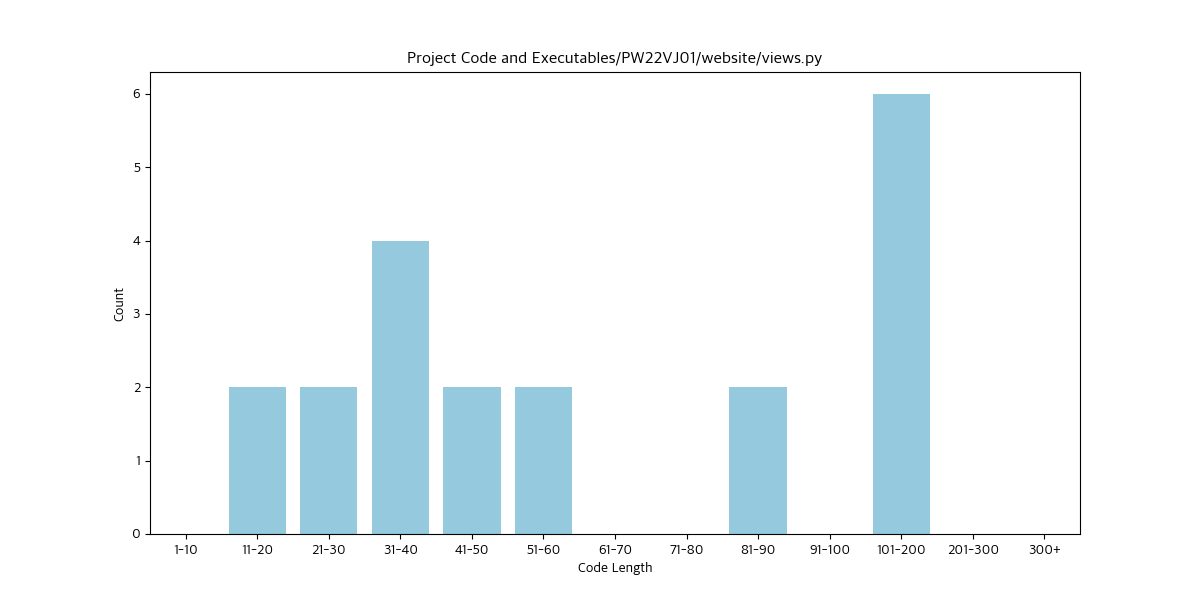 Project Code and Executables/PW22VJ01/website/views.py
6
5
4
3
2
1
0
Count
1-10 11-20 21-30 31-40 41-50 51-60 61-70 71-80 81-90 91-100 101-200 201-300 300+
Code Length